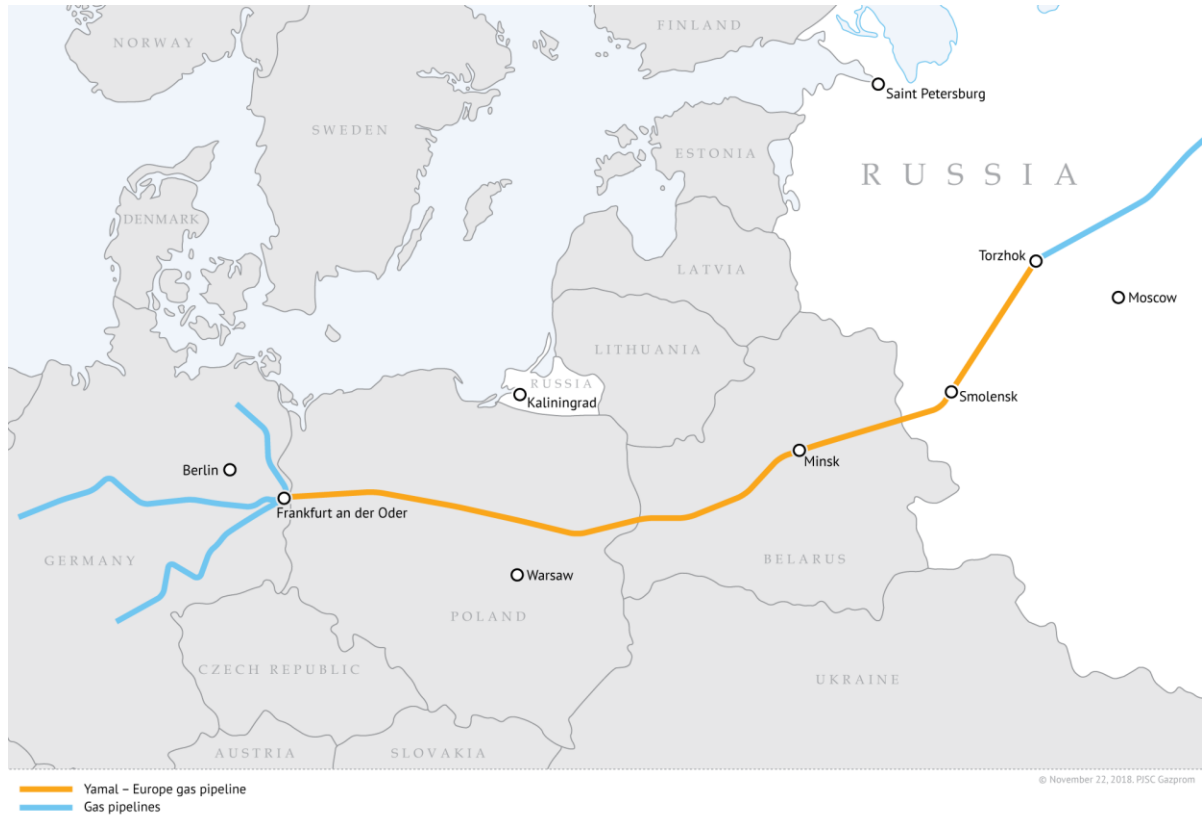 NORWAY
FINLAND
Saint Petersburg
SWEDEN
ESTONIA
RUSSIA
DENMARK
Torzhok
LATVIA
Moscow
LITHUANIA
RUSSIA
Kaliningrad
Smolensk
Minsk
Berlin
Frankfurt an der Oder
GERMANY
BELARUS
Warsaw
POLAND
CZECH REPUBLIC
UKRAINE
AUSTRIA
SLOVAKIA
© November 22, 2018. PJSC Gazprom
Yamal – Europe gas pipeline
Gas pipelines